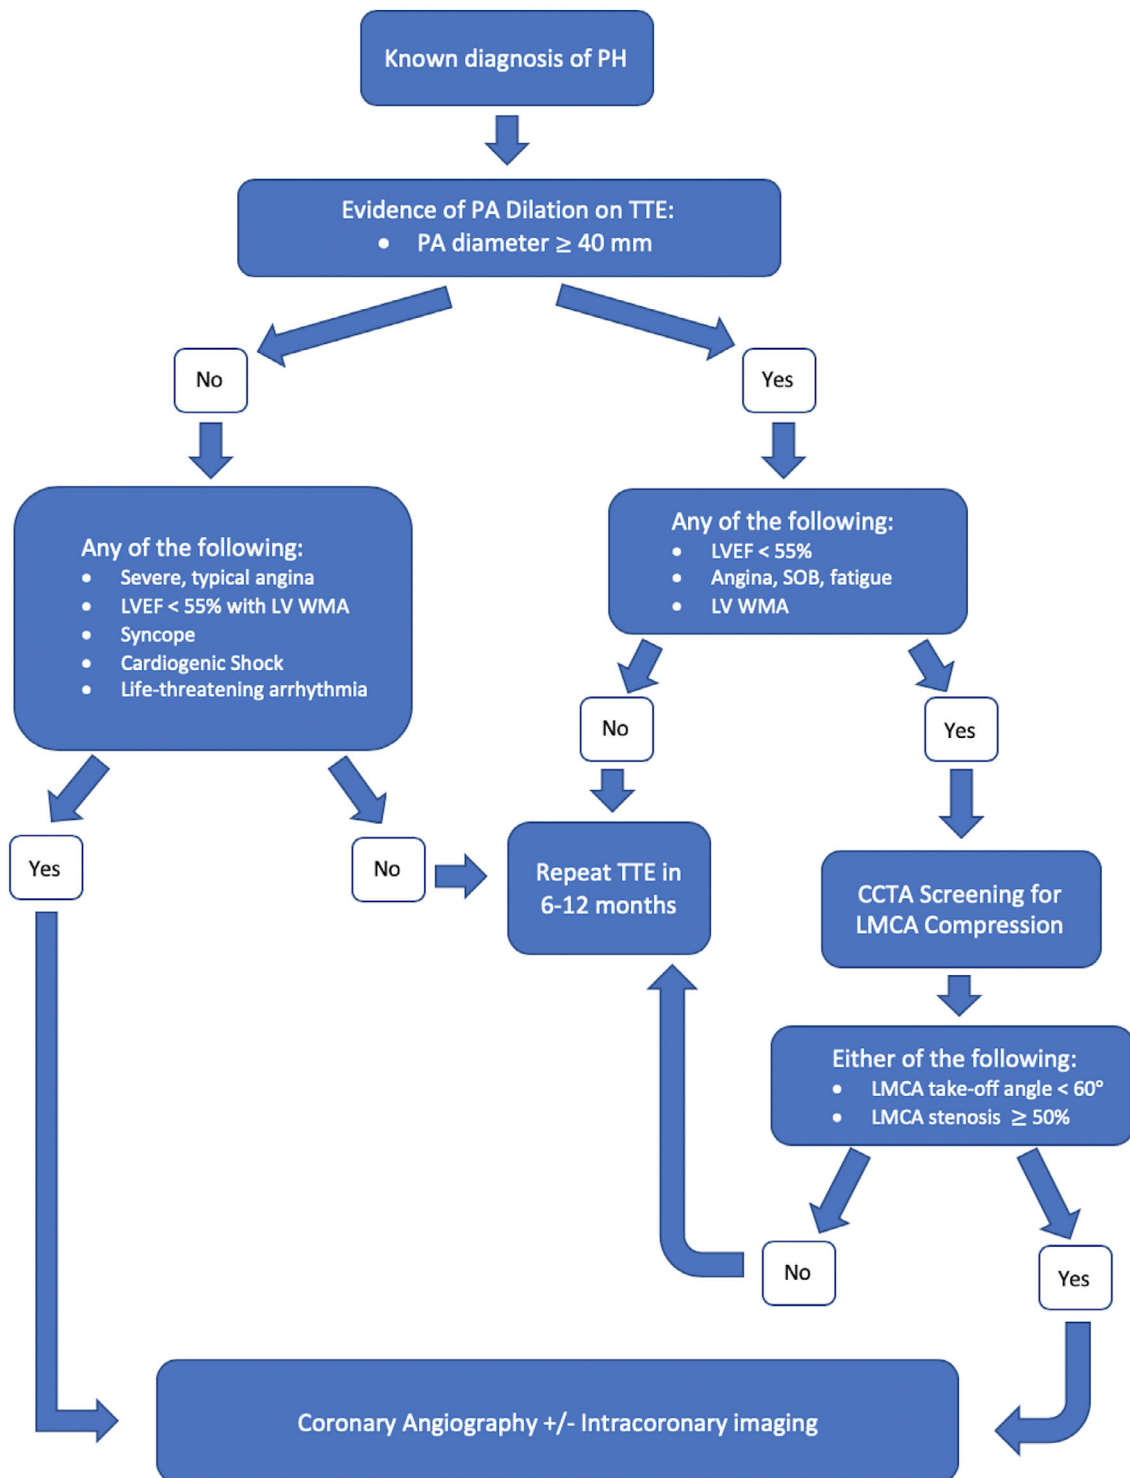 Known diagnosis of PH
Evidence of PA Dilation on TTE:
• PA diameter ≥ 40 mm
No
Yes
Any of the following:
• Severe, typical angina
• LVEF < 55% with LV WMA
• Syncope
• Cardiogenic Shock
• Life-threatening arrhythmia
Any of the following:
• LVEF < 55%
• Angina, SOB, fatigue
• LV WMA
No
Yes
Yes
No
Repeat TTE in
6-12 months
CCTA Screening for
LMCA Compression
Either of the following:
• LMCA take-off angle < 60°
• LMCA stenosis ≥ 50%
No
Yes
Coronary Angiography +/- Intracoronary imaging